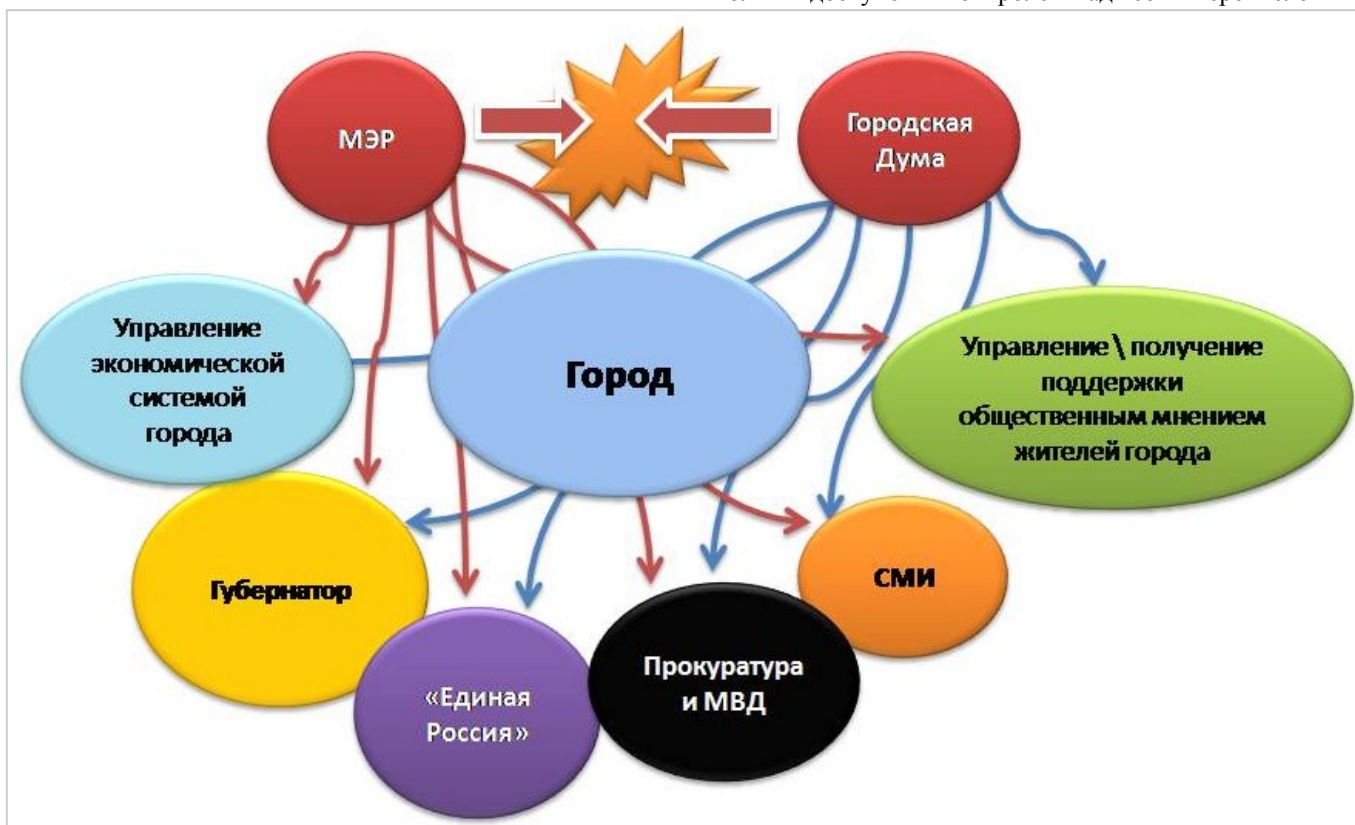 МЭР
Городская
Дума
Управление
экономической
системой
города
Город
Управление \ получение
поддержки
общественным мнением
жителей города
Губернатор
«Единая
Россия»
Прокуратура
и МВД
СМИ